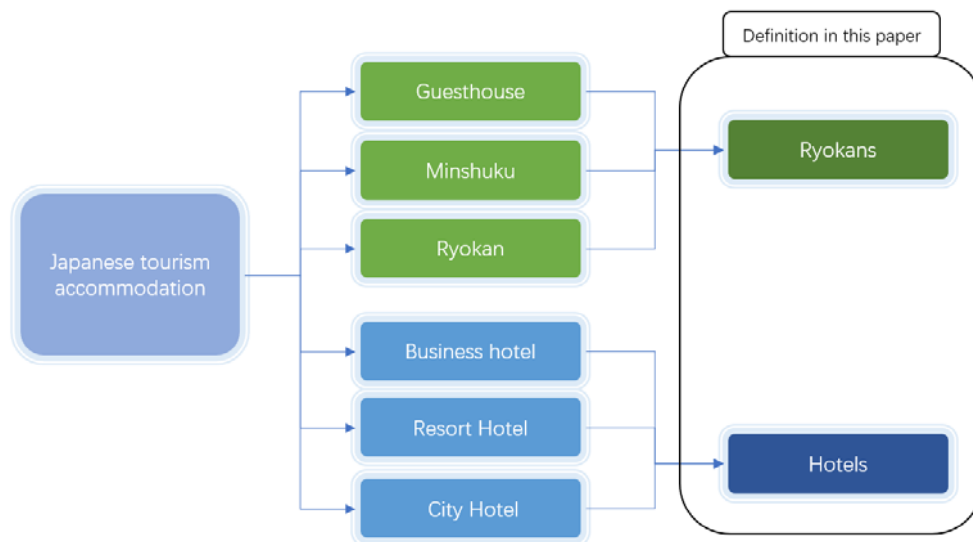 Definition in this paper
Guesthouse
Ryokans
Minshuku
Ryokan
Japanese tourism
accommodation
Business hotel
Resort Hotel
Hotels
City Hotel